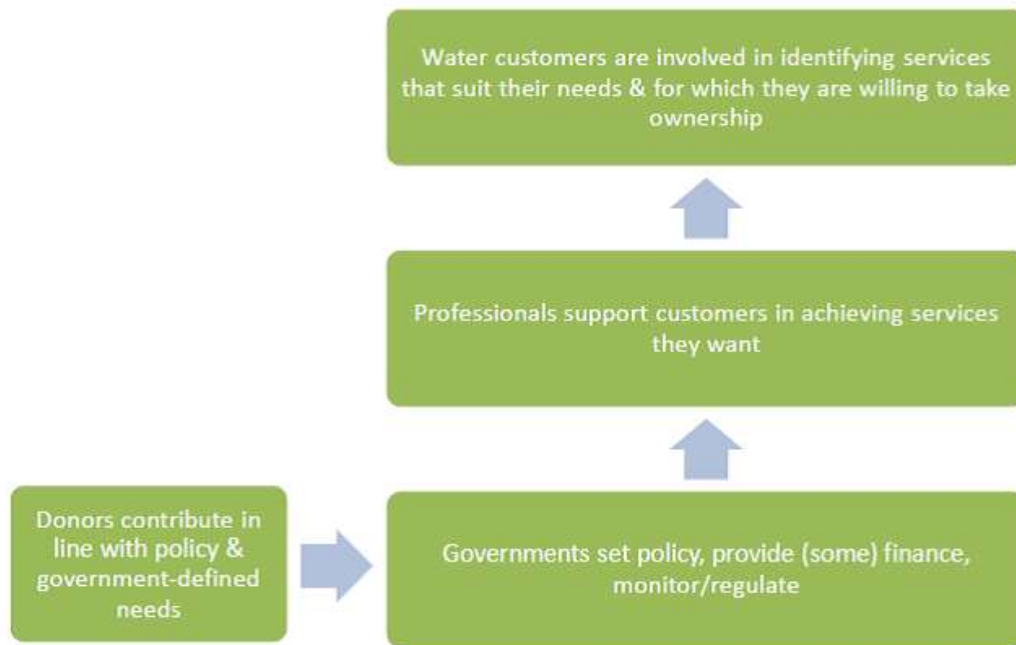 Water customers are involved in identifying services
that suit their needs & for which they are willing to take
ownership
Professionals support customers in achieving services
they want
Donors contribute in
line with policy &
government-defined
needs
Governments set policy, provide (some) finance,
monitor/regulate